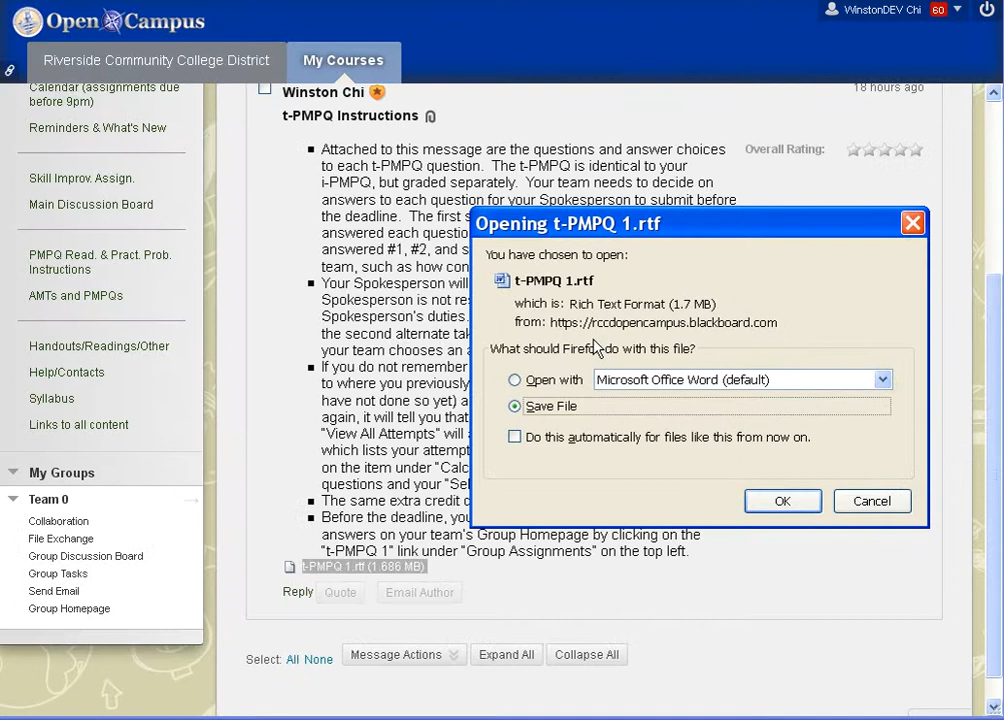 Open Campus
WinstonDEV Chi 60
Riverside Community College District
My Courses
Calendar (assignments due
before 9pm)
Reminders & What's New
Skill Improv. Assign.
Main Discussion Board
PMPQ Read. & Pract. Prob.
Instructions
AMTs and PMPQs
Handouts/Readings/Other
Help/Contacts
Syllabus
Links to all content
My Groups
Team 0
Collaboration
File Exchange
Group Discussion Board
Group Tasks
Send Email
Group Homepage
Winston Chi
18 hours ago
t-PMPQ Instructions
Overall Rating:
Attached to this message are the questions and answer choices
to each t-PMPQ question. The t-PMPQ is identical to your
i-PMPQ, but graded separately. Your team needs to decide on
answers to each question for your Spokesperson to submit before
the deadline. The first s
answered each questi
answered #1, #2, and s
team, such as how con
Your Spokesperson will
Spokesperson is not res
Spokesperson's duties.
the second alternate tak
your team chooses an a
If you do not remember
to where you previously
have not done so yet) a
again, it will tell you that
"View All Attempts" will a
which lists your attempt
on the item under "Calc
questions and your "Sel
The same extra credit d
Before the deadline, you
answers on your team's Group Homepage by clicking on the
"t-PMPQ 1" link under "Group Assignments" on the top left.
t-PMPQ 1.rtf (1.686 MB)
Reply Quote Email Author
Select: All None Message Actions Expand All Collapse All
Opening t-PMPQ 1.rtf
You have chosen to open:
t-PMPQ 1.rtf
which is: Rich Text Format (1.7 MB)
from: https://rccdopencampus.blackboard.com
What should Firefox do with this file?
Open with Microsoft Office Word (default)
Save File
Do this automatically for files like this from now on.
OK Cancel